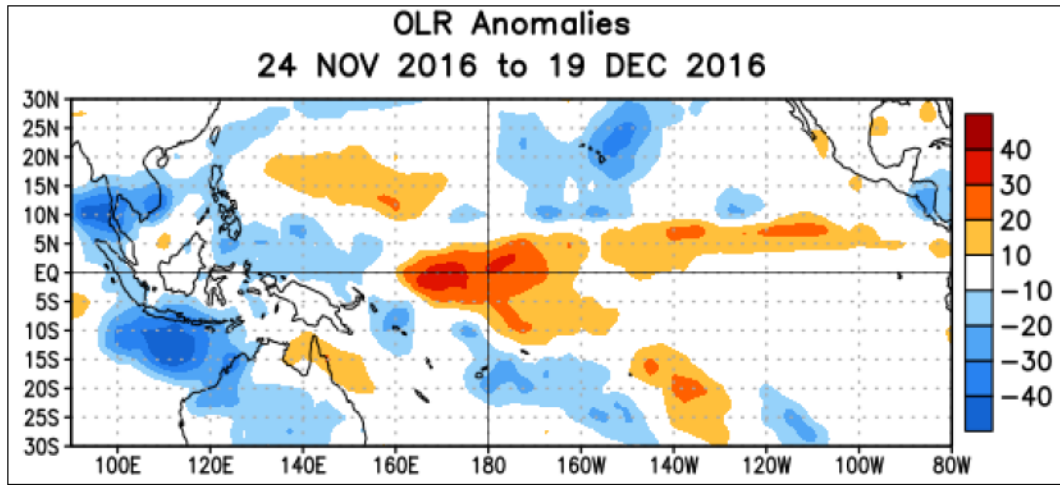 OLR Anomalies
24 NOV 2016 to 19 DEC 2016
30N
25N
20N
15N
10N
5N
EQ
5S
10S
15S
20S
25S
30S
100E 120E 140E 160E 180 160W 140W 120W 100W 80W
40
30
20
10
−10
−20
−30
−40